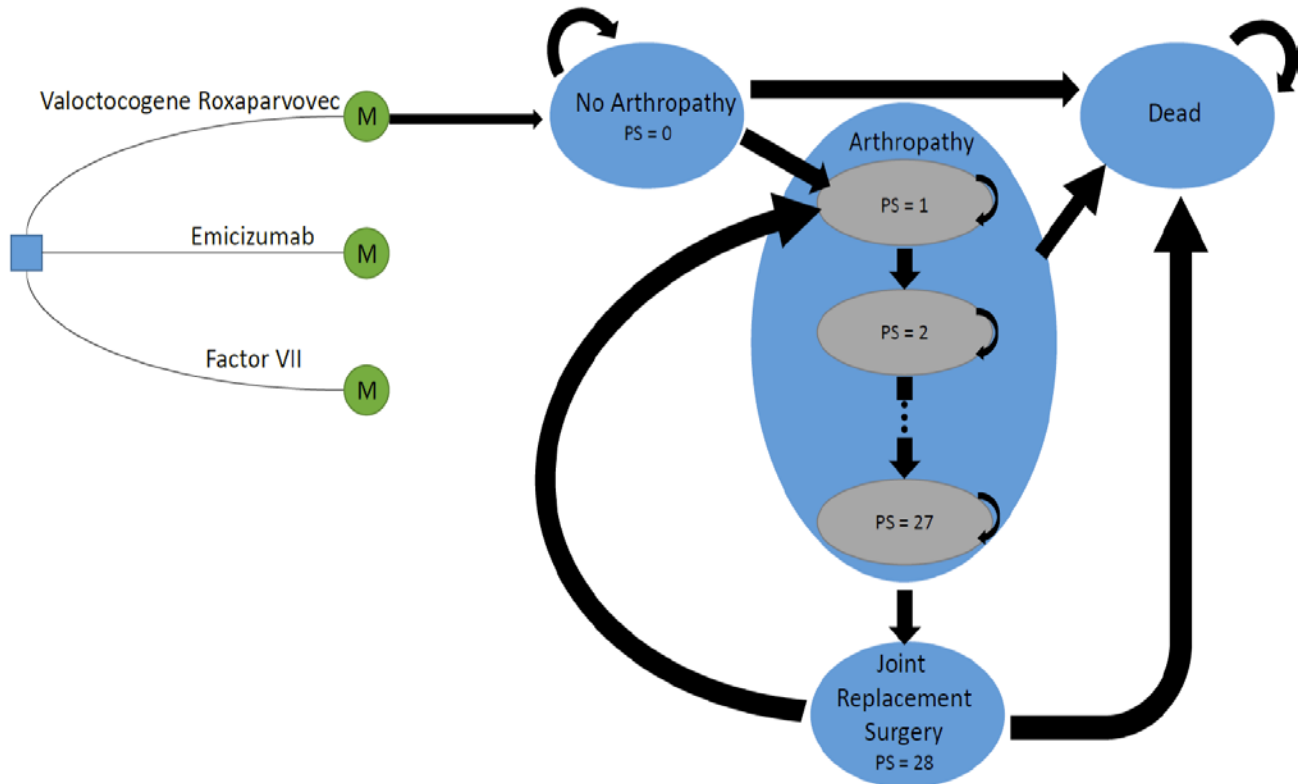 Valoctocogene Roxaparvovec
M
Emicizumab
M
Factor VII
M
No Arthropathy
PS = 0
Dead
Arthropathy
PS = 1
PS = 2
PS = 27
Joint
Replacement
Surgery
PS = 28